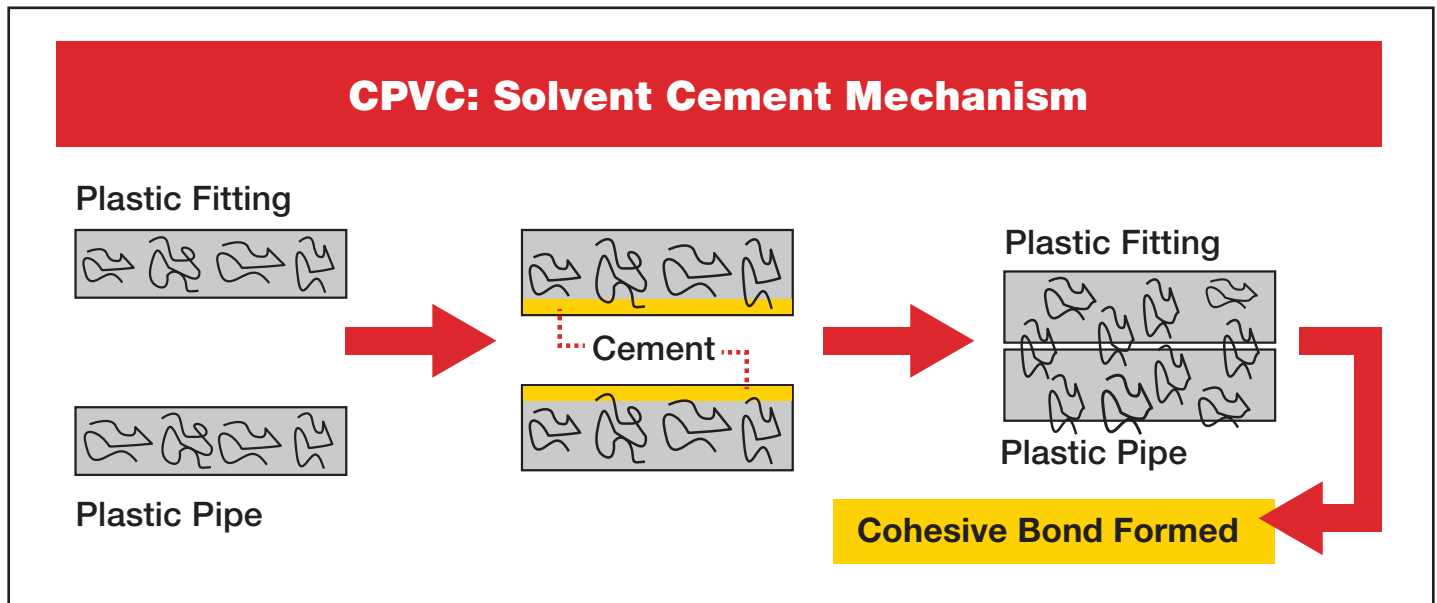 CPVC: Solvent Cement Mechanism
Plastic Fitting
Plastic Pipe
Cement
Plastic Fitting
Plastic Pipe
Cohesive Bond Formed